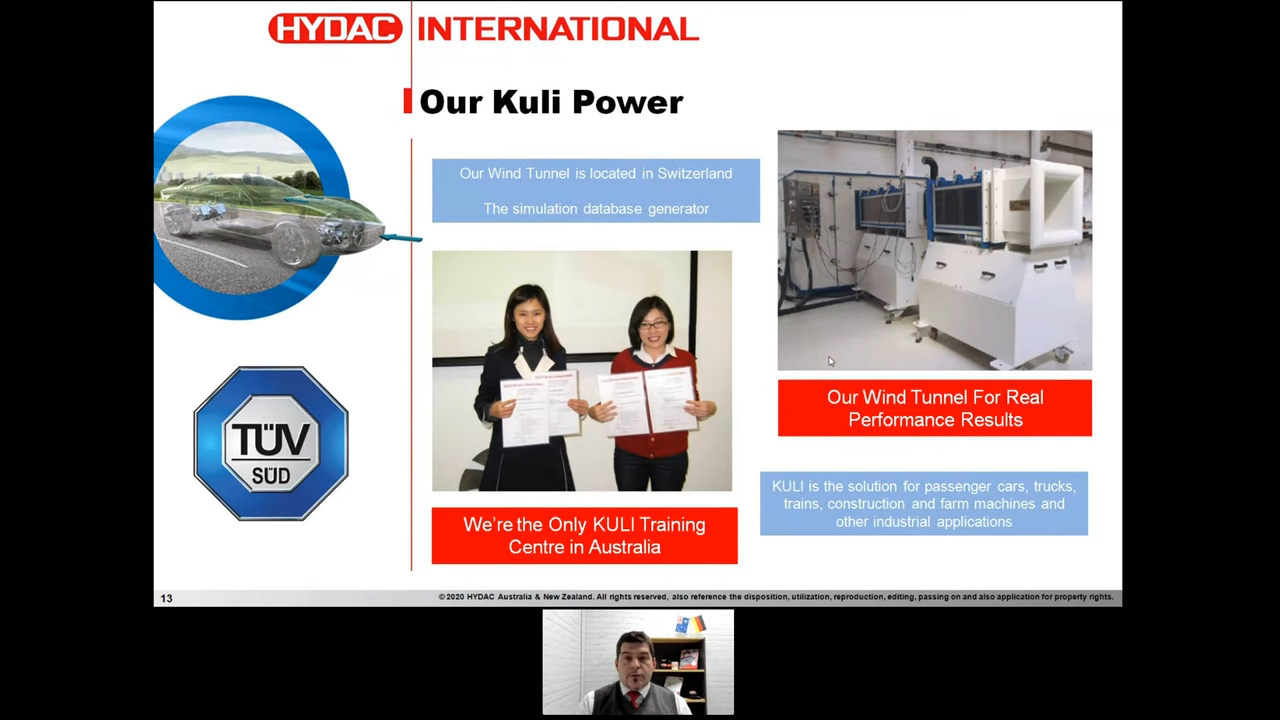 HYDAC INTERNATIONAL
Our Kuli Power
Our Wind Tunnel is located in Switzerland
The simulation database generator
TÜV
SÜD
We're the Only KULI Training
Centre in Australia
Our Wind Tunnel For Real
Performance Results
KULI is the solution for passenger cars, trucks,
trains, construction and farm machines and
other industrial applications
13
©2020 HYDAC Australia & New Zealand. All rights reserved, also reference the disposition, utilization, reproduction, editing, passing on and also application for property rights.